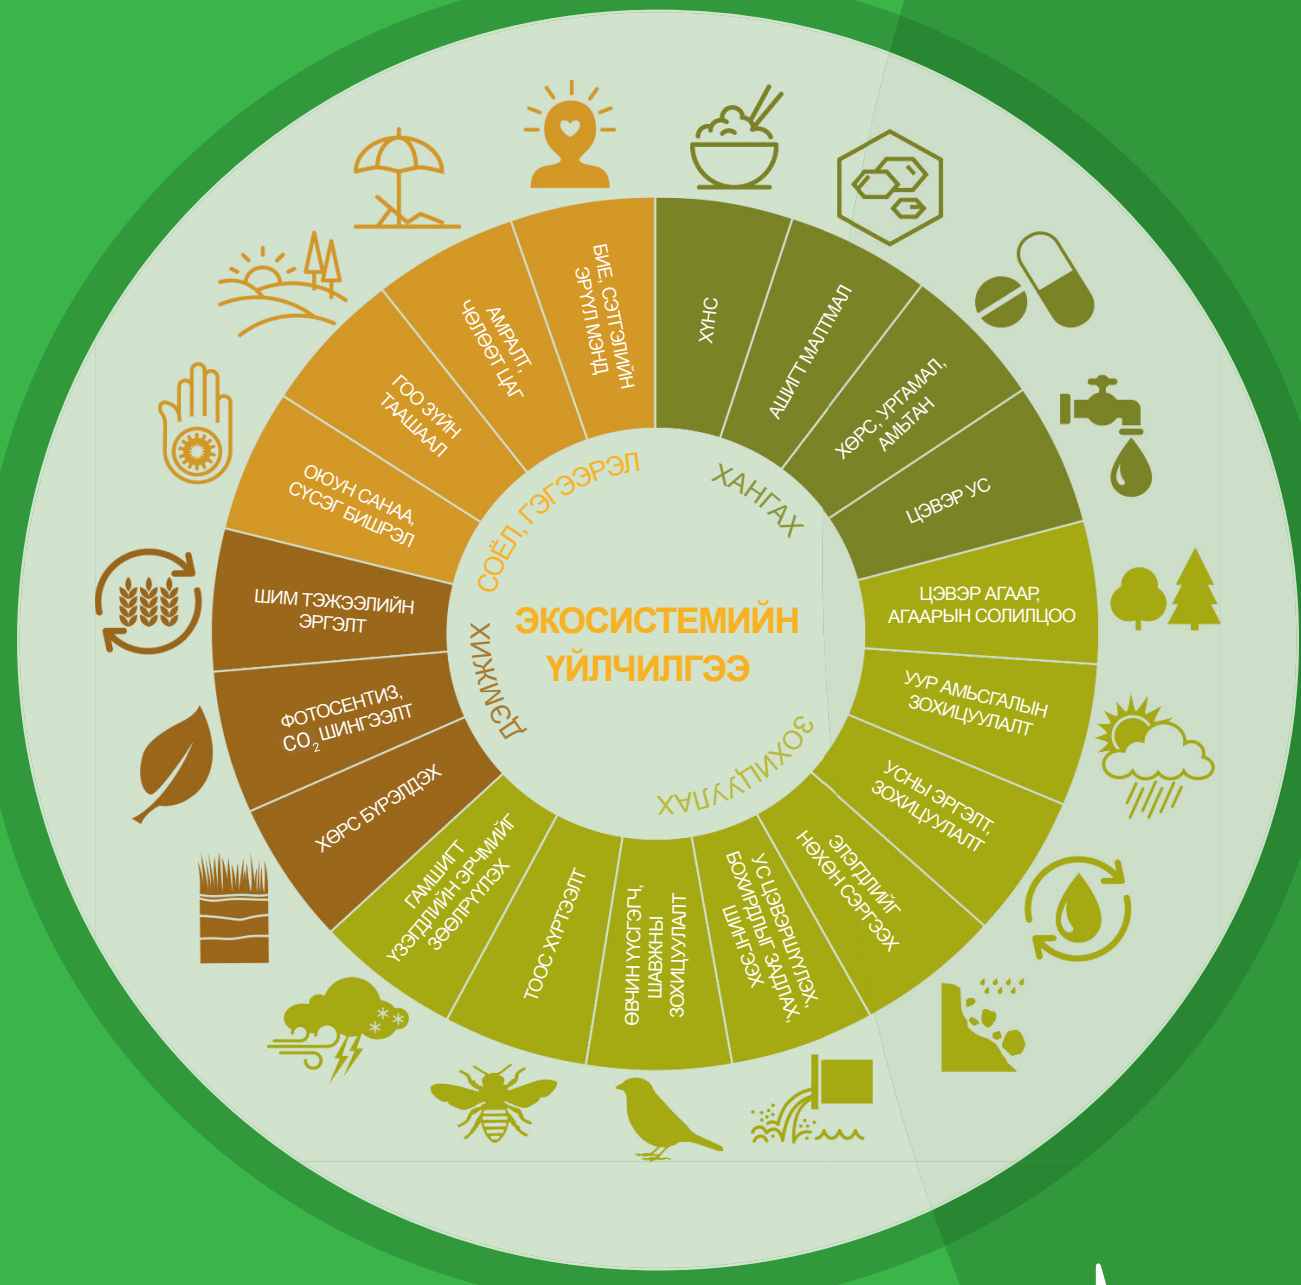 ЭКОСИСТЕМИЙН
ҮЙЛЧИЛГЭЭ
ХАНГАХ
ХҮНС
АШИГТ МАЛТМАЛ
ХӨРС, УРГАМАЛ,
АМЬТАН
ЦЭВЭР УС
ЗОХИЦУУЛАХ
ЦЭВЭР АГААР,
АГААРЫН СОЛИЛЦОО
УУР АМЬСГАЛЫН
ЗОХИЦУУЛАЛТ
УСНЫ ЭРГЭЛТ,
ЗОХИЦУУЛАЛТ
ЭЛЭГДЛИЙГ
НӨХӨН СЭРГЭЭХ
УС ЦЭВЭРШҮҮЛЭХ,
БОХИРДЛЫГ ЗАДЛАХ,
ШИНГЭЭХ
ӨВЧИН ҮҮСГЭГЧ,
ШАВЖНЫ
ЗОХИЦУУЛАЛТ
ТООС ХҮРТЭЭЛТ
ГАМШИГТ
ҮЗЭГДЛИЙН ЭРЧМИЙГ
ЗӨӨЛРҮҮЛЭХ
ДЭМЖИХ
ХӨРС БҮРЭЛДЭХ
ФОТОСЕНТИЗ,
CO₂ ШИНГЭЭЛТ
ШИМ ТЭЖЭЭЛИЙН
ЭРГЭЛТ
СОЁЛ, ГЭГЭЭРЭЛ
ОЮУН САНАА,
СҮСЭГ БИШРЭЛ
ГОО ЗҮЙН
ТААШААЛ
АМРАЛТ,
ЧӨЛӨӨТ ЦАГ
БИЕ, СЭТГЭЛИЙН
ЭРҮҮЛ МЭНД